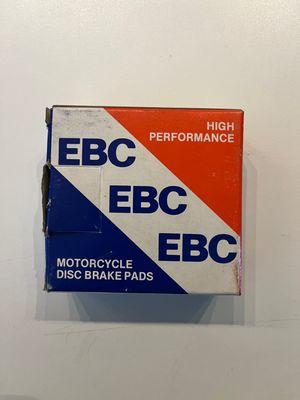 HIGH
PERFORMANCE
EBC
EBC
EBC
MOTORCYCLE
DISC BRAKE PADS